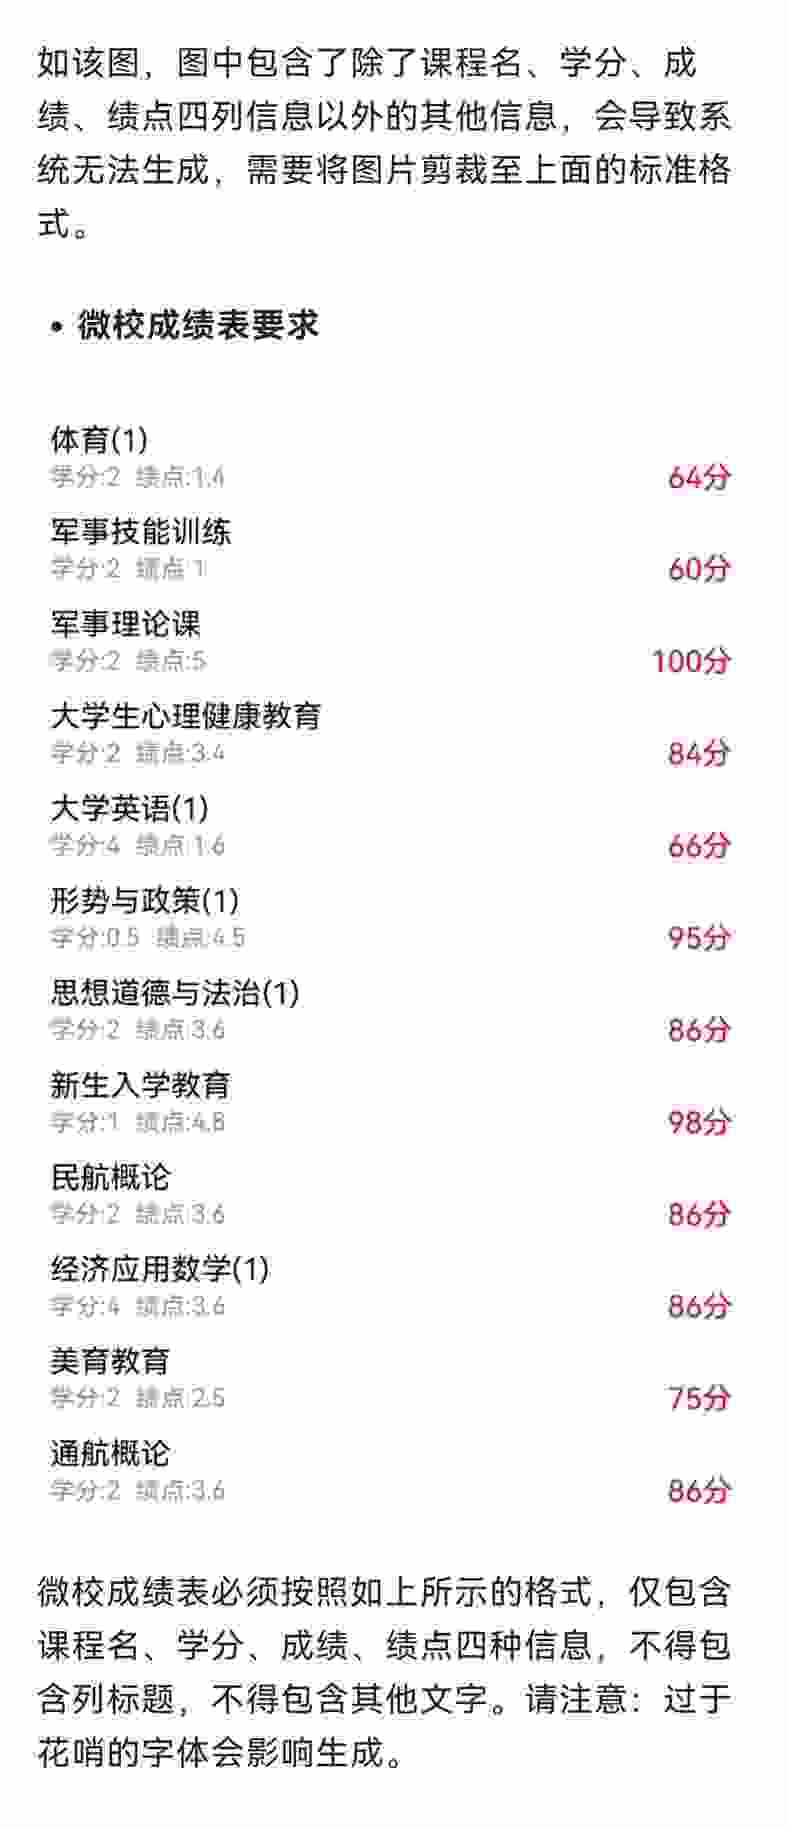 如该图，图中包含了除了课程名、学分、成
绩、绩点四列信息以外的其他信息，会导致系
统无法生成，需要将图片剪裁至上面的标准格
式。
• 微校成绩表要求
体育(1)
学分:2 绩点:1.4
64分
军事技能训练
学分:2 绩点:1
60分
军事理论课
学分:2 绩点:5
100分
大学生心理健康教育
学分:2 绩点:3.4
84分
大学英语(1)
学分:4 绩点:1.6
66分
形势与政策(1)
学分:0.5 绩点:4.5
95分
思想道德与法治(1)
学分:2 绩点:3.6
86分
新生入学教育
学分:1 绩点:4.8
98分
民航概论
学分:2 绩点:3.6
86分
经济应用数学(1)
学分:4 绩点:3.6
86分
美育教育
学分:2 绩点:2.5
75分
通航概论
学分:2 绩点:3.6
86分
微校成绩表必须按照如上所示的格式，仅包含
课程名、学分、成绩、绩点四种信息，不得包
含列标题，不得包含其他文字。请注意：过于
花哨的字体会影响生成。